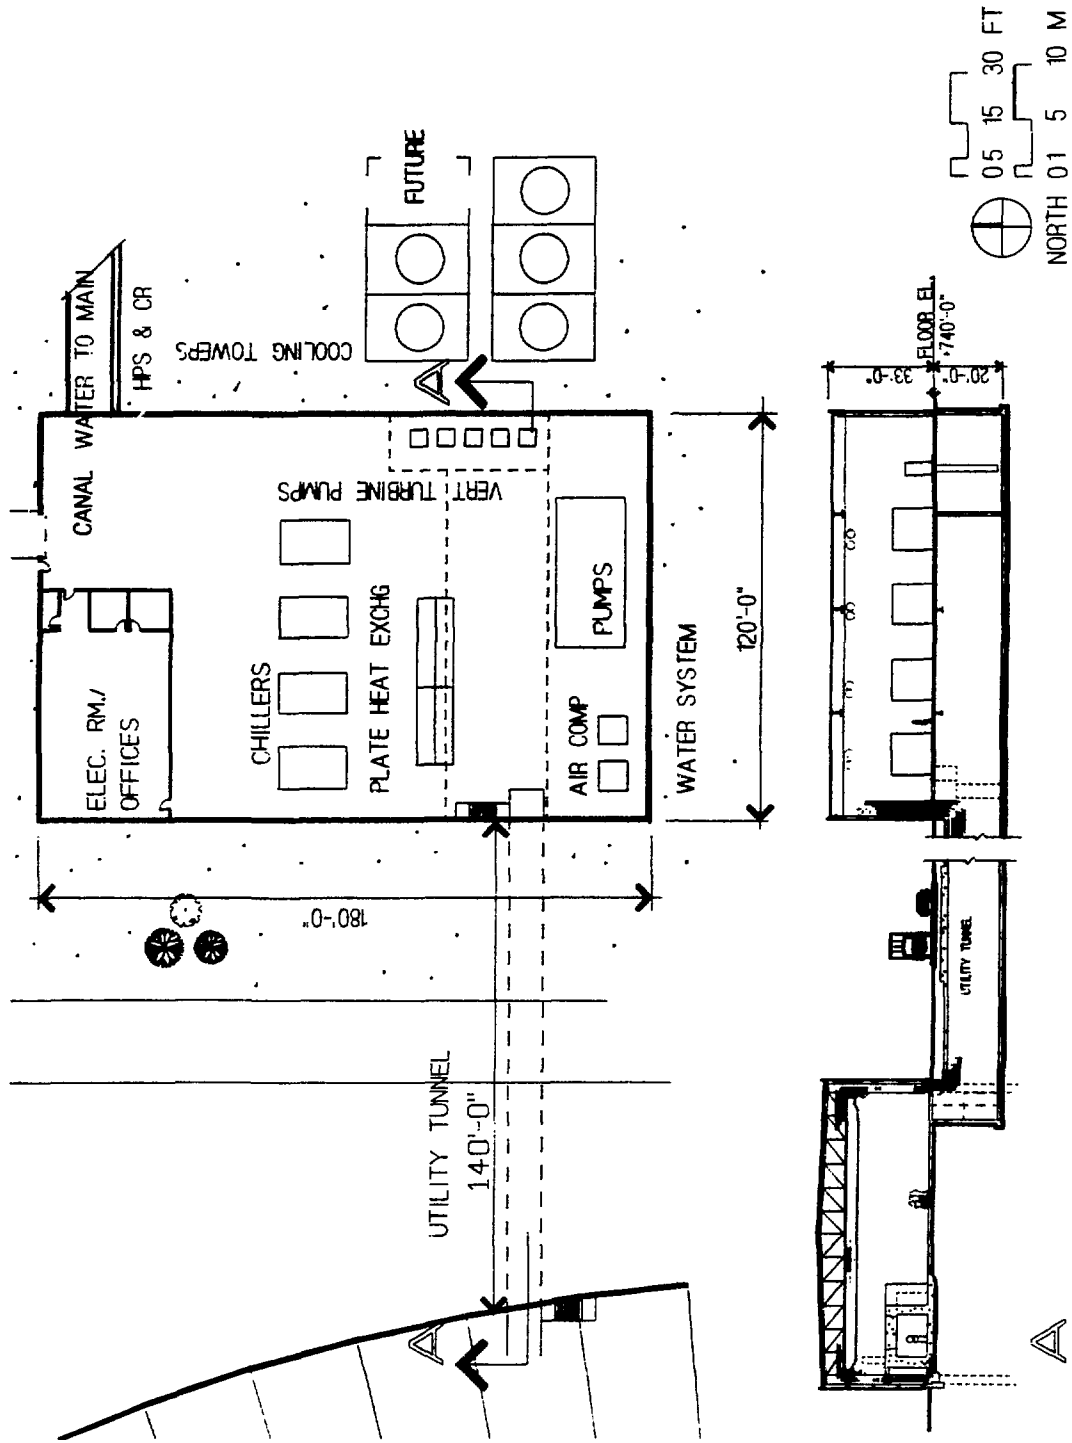 CANAL WATER TO MAIN
HPS & CR
COOLING TOWERS
FUTURE
A
VERT TURBINE PUMPS
ELEC. RM./
OFFICES
CHILLERS
PLATE HEAT EXCHG
PUMPS
AIR COMP
WATER SYSTEM
120'-0"
180'-0"
UTILITY TUNNEL
140'-0"
A
FLOOR EL
+740'-0"
33'-0"
20'-0"
UTILITY TUNNEL
A
NORTH
0 5 15 30 FT
0 1 5 10 M